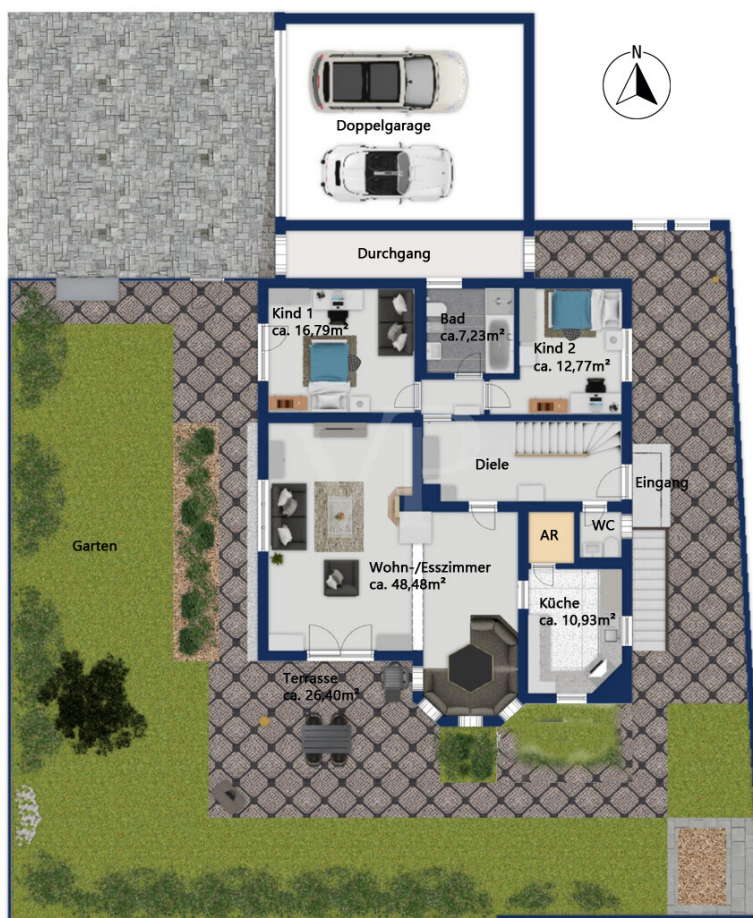 N
Doppelgarage
Durchgang
Kind 1
ca. 16,79m²
Bad
ca.7,23m²
Kind 2
ca. 12,77m²
Diele
Eingang
WC
AR
Garten
Wohn-/Esszimmer
ca. 48,48m²
Küche
ca. 10,93m²
Terrasse
ca. 26,40m²
VP